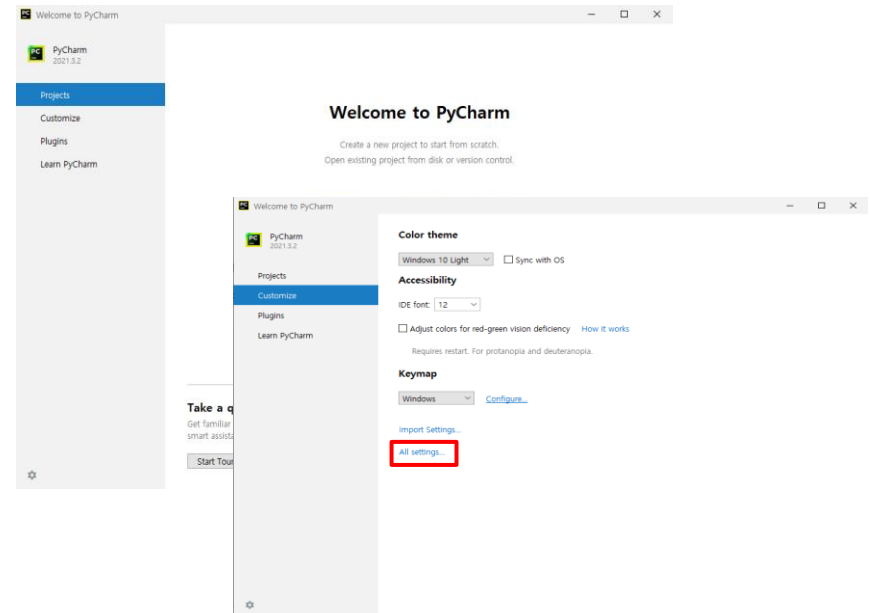 Welcome to PyCharm
PyCharm
2021.3.2
Projects
Customize
Plugins
Learn PyCharm
Welcome to PyCharm
Create a new project to start from scratch.
Open existing project from disk or version control.
Take a q
Get familiar
smart assista
Start Tour
Welcome to PyCharm
PyCharm
2021.3.2
Projects
Customize
Plugins
Learn PyCharm
Color theme
Windows 10 Light Sync with OS
Accessibility
IDE font: 12
Adjust colors for red-green vision deficiency How it works
Requires restart. For protanopia and deuteranopia.
Keymap
Windows Configure...
Import Settings...
All settings...